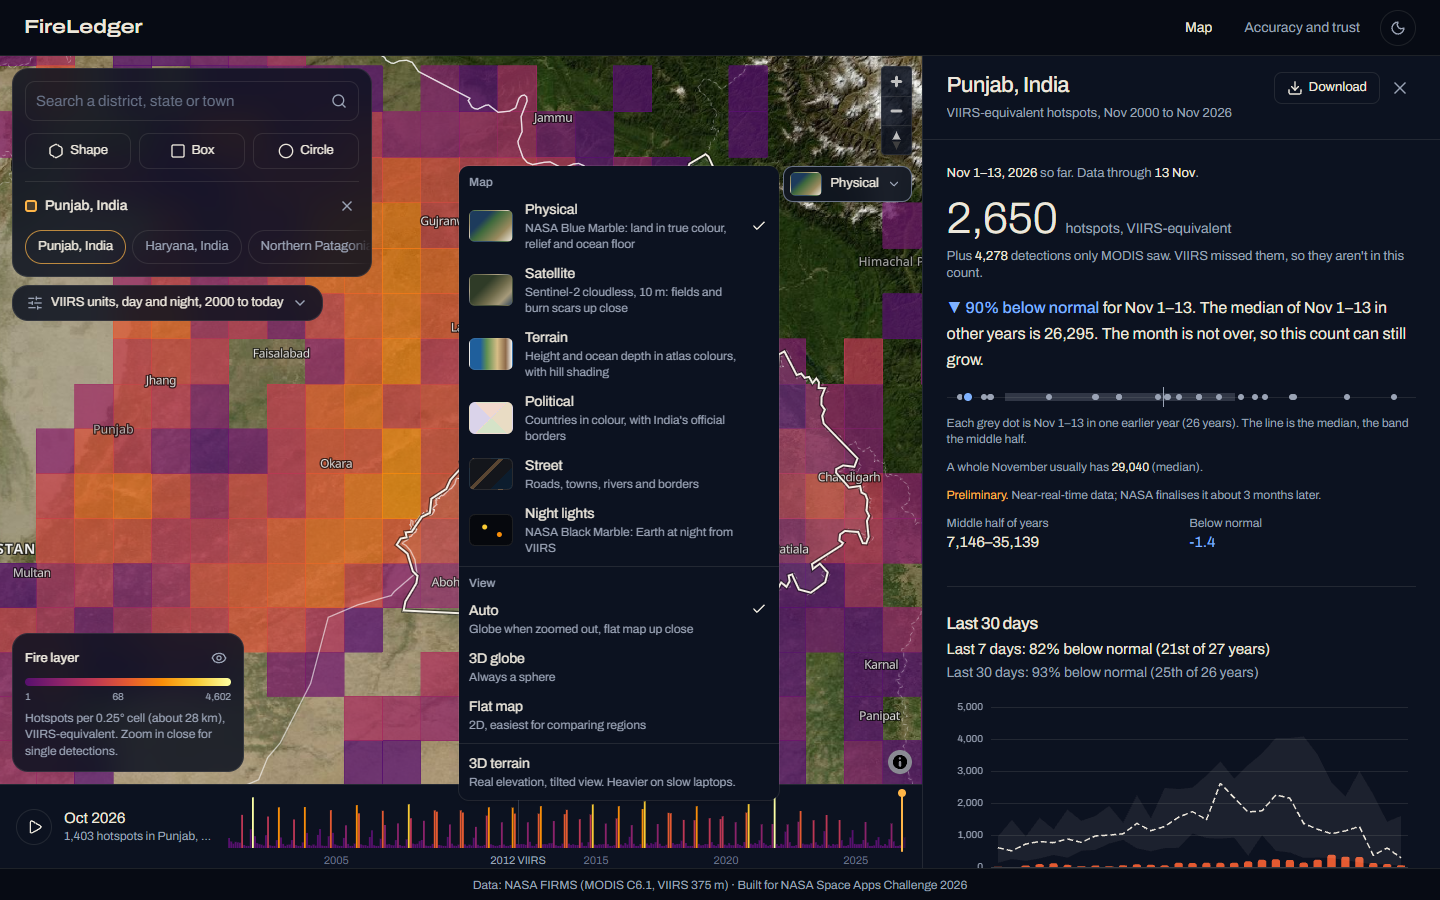 FireLedger
Map
Accuracy and trust
Search a district, state or town
Shape
Box
Circle
Punjab, India
Punjab, India
Haryana, India
Northern Patagoni
VIIRS units, day and night, 2000 to today
Jammu
Faisalabad
Jhang
Punjab
Okara
Multan
Himachal P
Chandigarh
Karnal
Panipat
Physical
Map
Physical
NASA Blue Marble: land in true colour,
relief and ocean floor
Satellite
Sentinel-2 cloudless, 10 m: fields and
burn scars up close
Terrain
Height and ocean depth in atlas colours,
with hill shading
Political
Countries in colour, with India's official
borders
Street
Roads, towns, rivers and borders
Night lights
NASA Black Marble: Earth at night from
VIIRS
View
Auto
Globe when zoomed out, flat map up close
3D globe
Always a sphere
Flat map
2D, easiest for comparing regions
3D terrain
Real elevation, tilted view. Heavier on slow laptops.
Fire layer
1 68 4,602
Hotspots per 0.25° cell (about 28 km),
VIIRS-equivalent. Zoom in close for
single detections.
Oct 2026
1,403 hotspots in Punjab, ...
2005 2012 VIIRS 2015 2020 2025
Punjab, India
VIIRS-equivalent hotspots, Nov 2000 to Nov 2026
Download
Nov 1–13, 2026 so far. Data through 13 Nov.
2,650 hotspots, VIIRS-equivalent
Plus 4,278 detections only MODIS saw. VIIRS missed them, so they aren't in this
count.
▼ 90% below normal for Nov 1–13. The median of Nov 1–13 in
other years is 26,295. The month is not over, so this count can still
grow.
Each grey dot is Nov 1–13 in one earlier year (26 years). The line is the median, the band
the middle half.
A whole November usually has 29,040 (median).
Preliminary. Near-real-time data; NASA finalises it about 3 months later.
Middle half of years
7,146–35,139
Below normal
-1.4
Last 30 days
Last 7 days: 82% below normal (21st of 27 years)
Last 30 days: 93% below normal (25th of 26 years)
5,000
4,000
3,000
2,000
1,000
0
Data: NASA FIRMS (MODIS C6.1, VIIRS 375 m) · Built for NASA Space Apps Challenge 2026